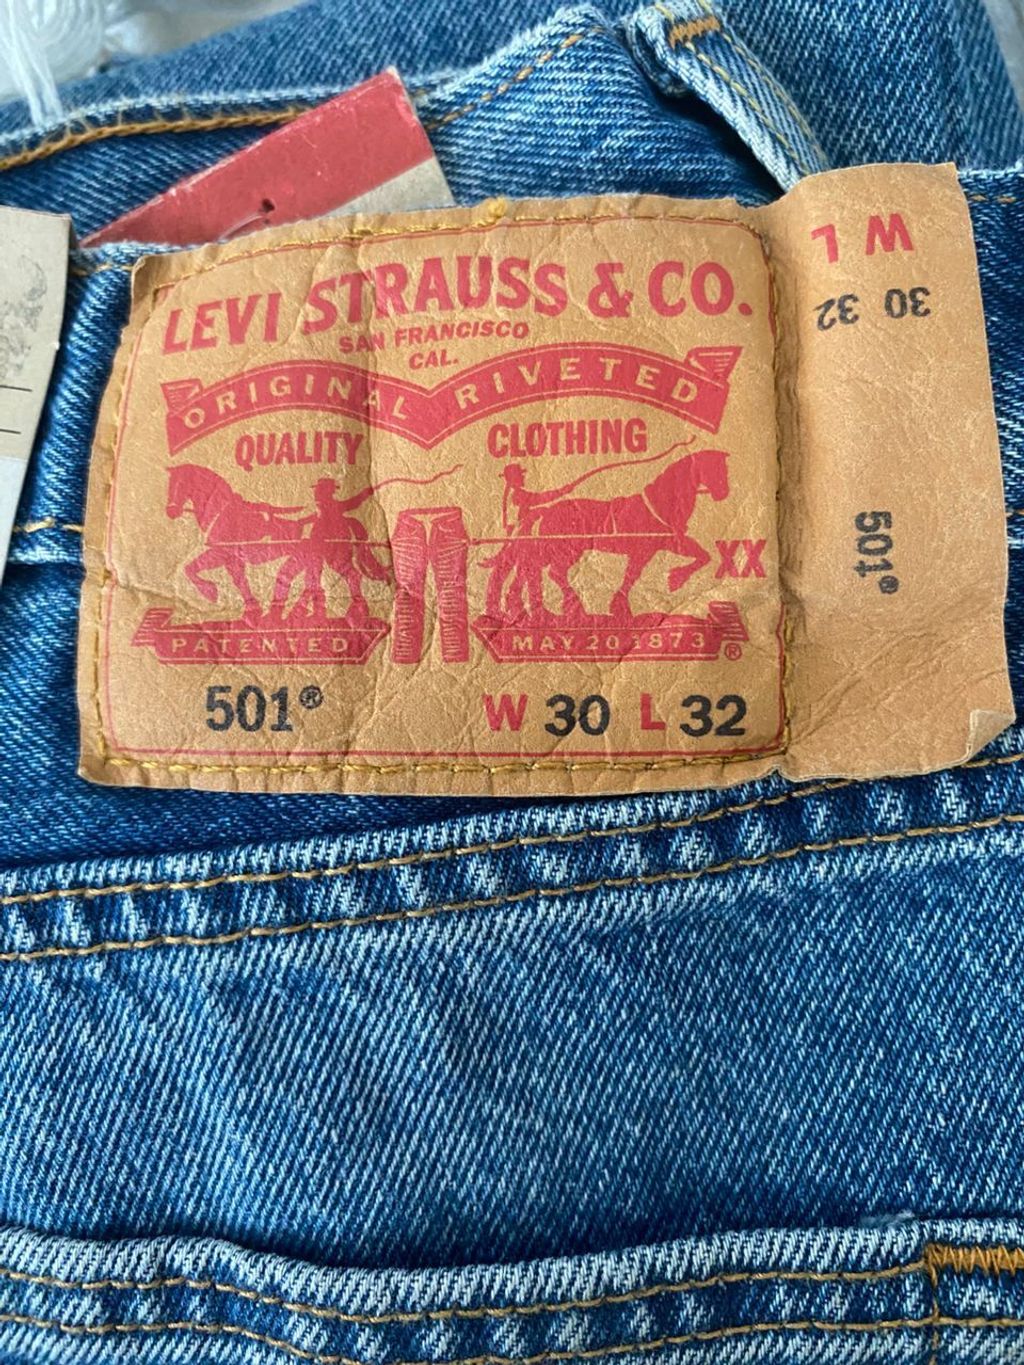 LEVI STRAUSS & CO.
SAN FRANCISCO
CAL.
ORIGINAL RIVETED
QUALITY CLOTHING
XX
PATENTED MAY 20 1873 ®
501® W 30 L 32
W L
30 32
501®